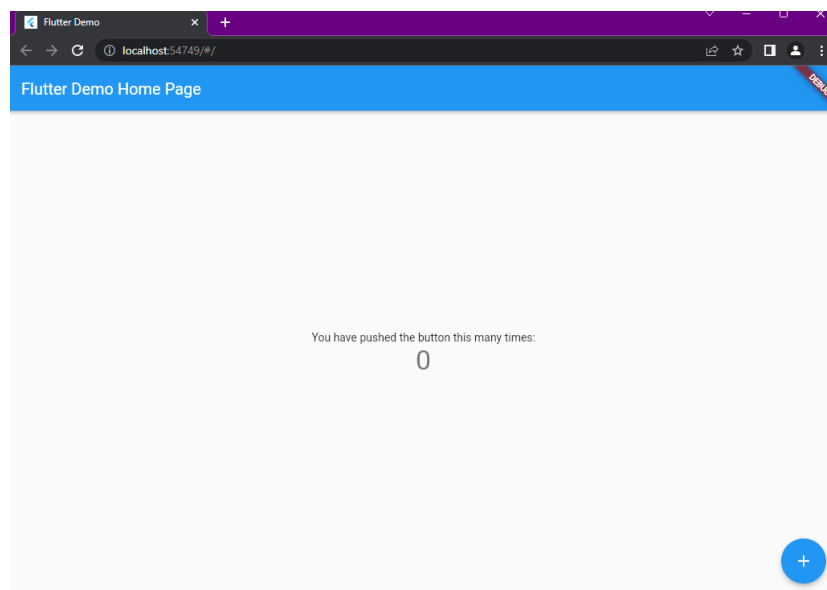 Flutter Demo
localhost:54749/#/
Flutter Demo Home Page
You have pushed the button this many times:
0